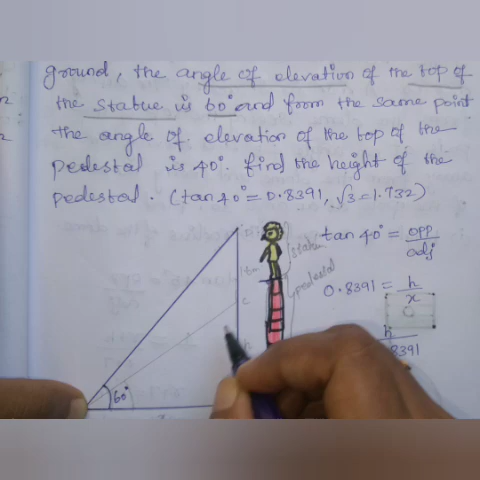 ground, the angle of elevation of the top of
the statue is 60° and from the same point
the angle of elevation of the top of the
pedestal is 40°. find the height of the
pedestal. (tan 40° = 0.8391, √3 = 1.732)
tan 40° = opp/adj
statue
pedestal
0.8391 = h/x
c
h
8391
60°